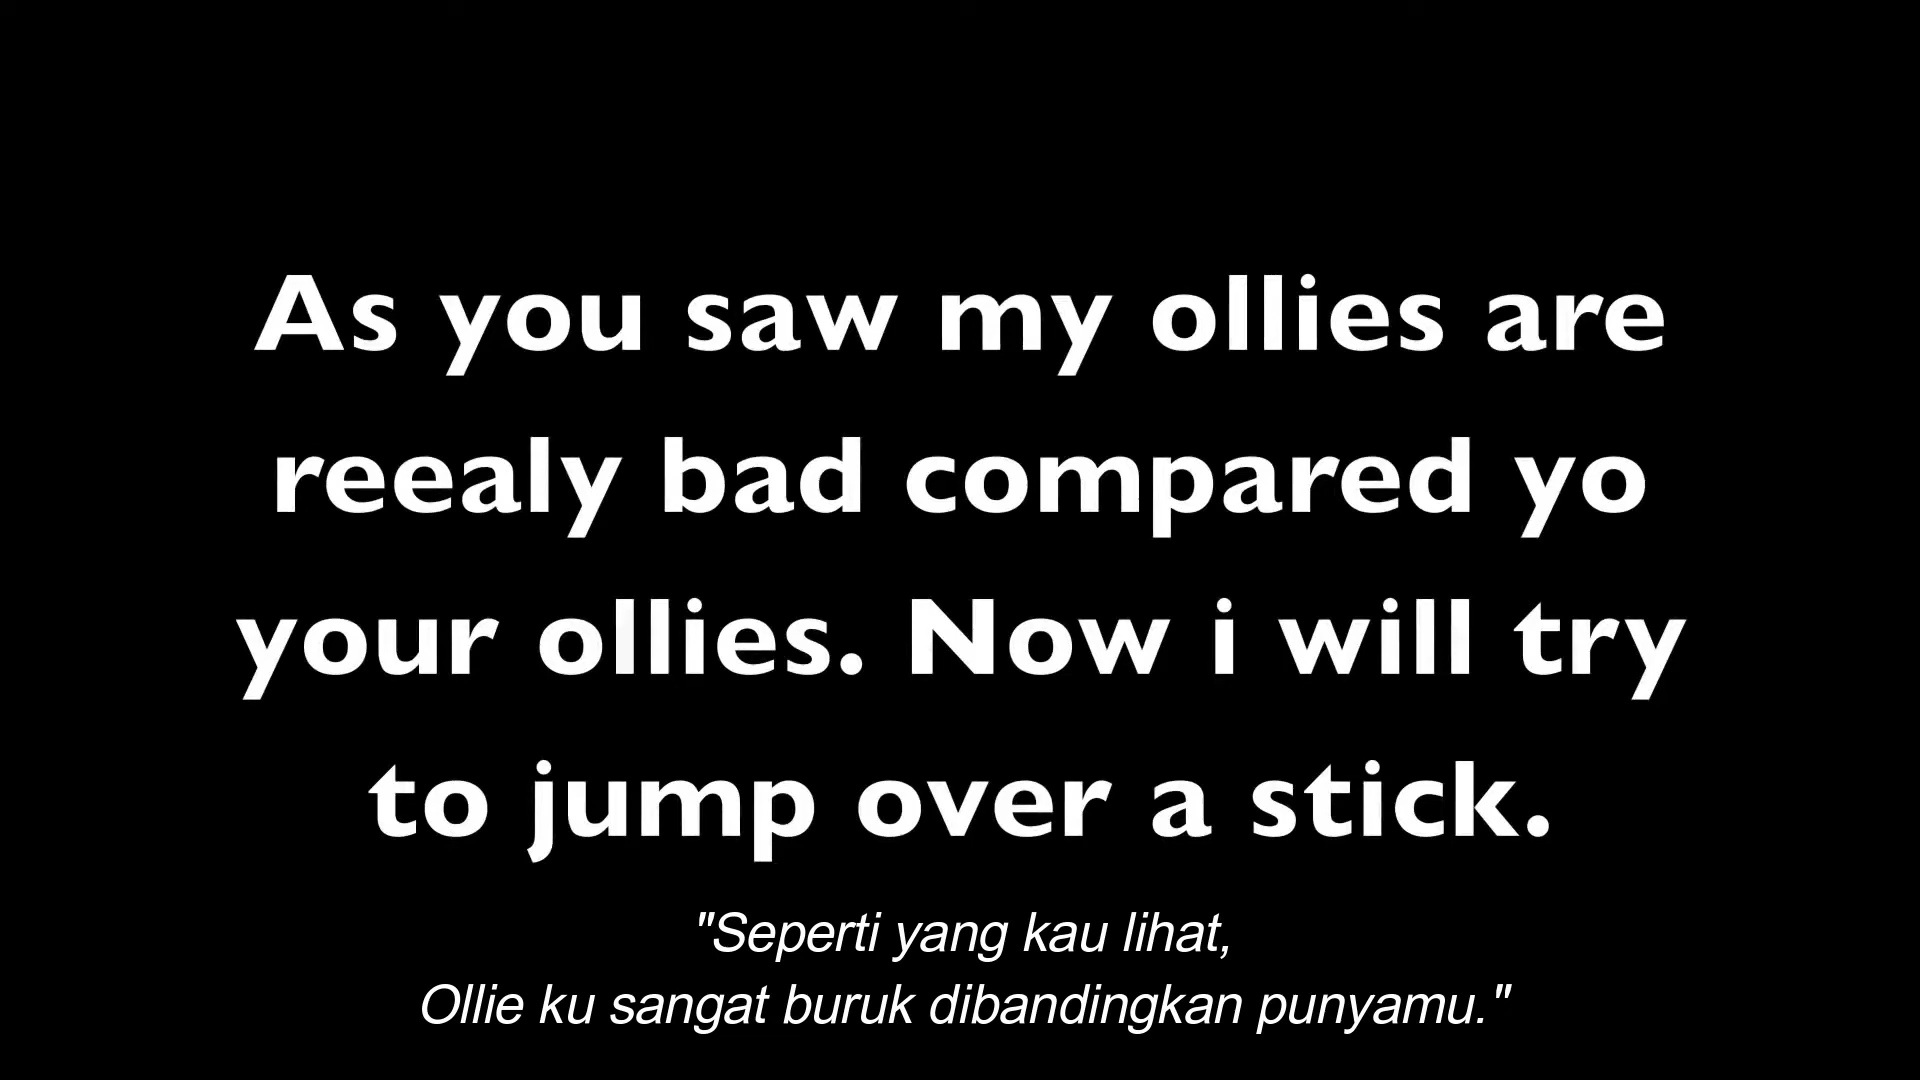 As you saw my ollies are
reealy bad compared yo
your ollies. Now i will try
to jump over a stick.
"Seperti yang kau lihat,
Ollie ku sangat buruk dibandingkan punyamu."